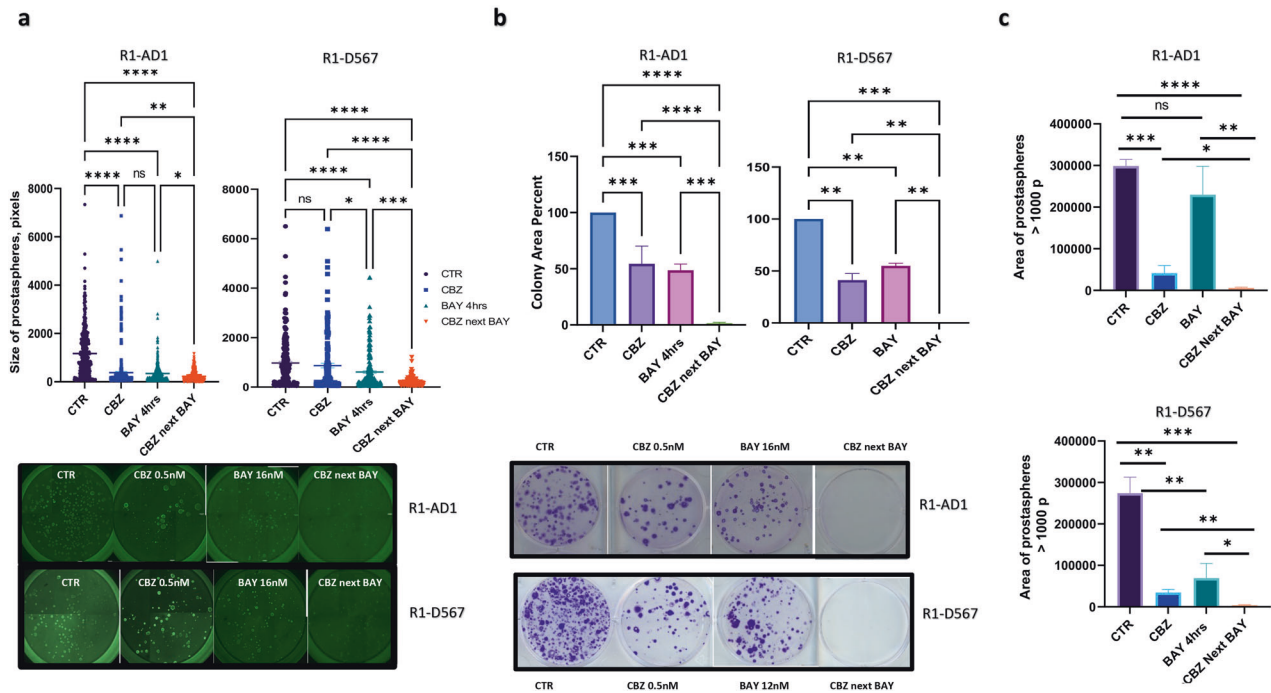 a
R1-AD1
****
**
****
****
ns
*
Size of prostaspheres, pixels
8000
6000
4000
2000
0
CTR
CBZ
BAY 4hrs
CBZ next BAY
R1-D567
****
****
****
ns
*
***
8000
6000
4000
2000
0
CTR
CBZ
BAY 4hrs
CBZ next BAY
CTR
CBZ
BAY 4hrs
CBZ next BAY
CTR
CBZ 0.5nM
BAY 16nM
CBZ next BAY
R1-AD1
CTR
CBZ 0.5nM
BAY 16nM
CBZ next BAY
R1-D567
b
R1-AD1
****
****
***
***
***
Colony Area Percent
150
100
50
0
CTR
CBZ
BAY 4hrs
CBZ next BAY
R1-D567
***
**
**
**
**
150
100
50
0
CTR
CBZ
BAY
CBZ next BAY
CTR
CBZ 0.5nM
BAY 16nM
CBZ next BAY
R1-AD1
R1-D567
CTR
CBZ 0.5nM
BAY 12nM
CBZ next BAY
c
R1-AD1
****
ns
***
**
*
Area of prostaspheres
> 1000 p
400000
300000
200000
100000
0
CTR
CBZ
BAY
CBZ Next BAY
R1-D567
***
**
**
**
*
Area of prostaspheres
> 1000 p
400000
300000
200000
100000
0
CTR
CBZ
BAY 4hrs
CBZ Next BAY